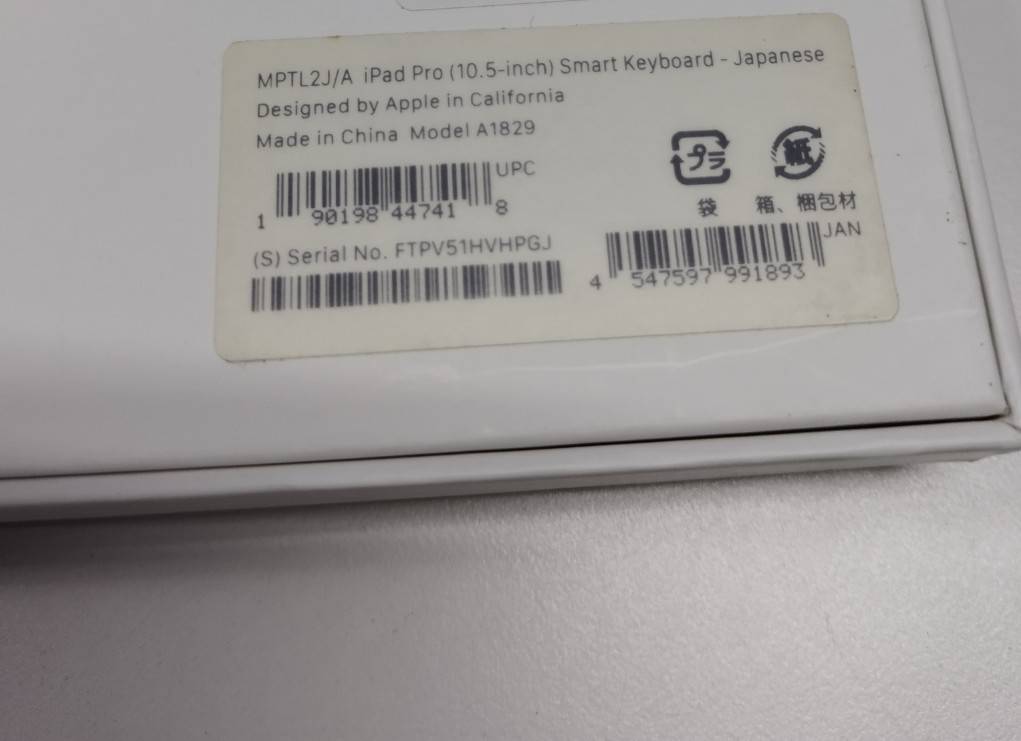 MPTL2J/A iPad Pro (10.5-inch) Smart Keyboard - Japanese
Designed by Apple in California
Made in China Model A1829
UPC
1 90198 44741 8
(S) Serial No. FTPV51HVHPGJ
プラ
紙
袋 箱、梱包材
JAN
4 547597 991893